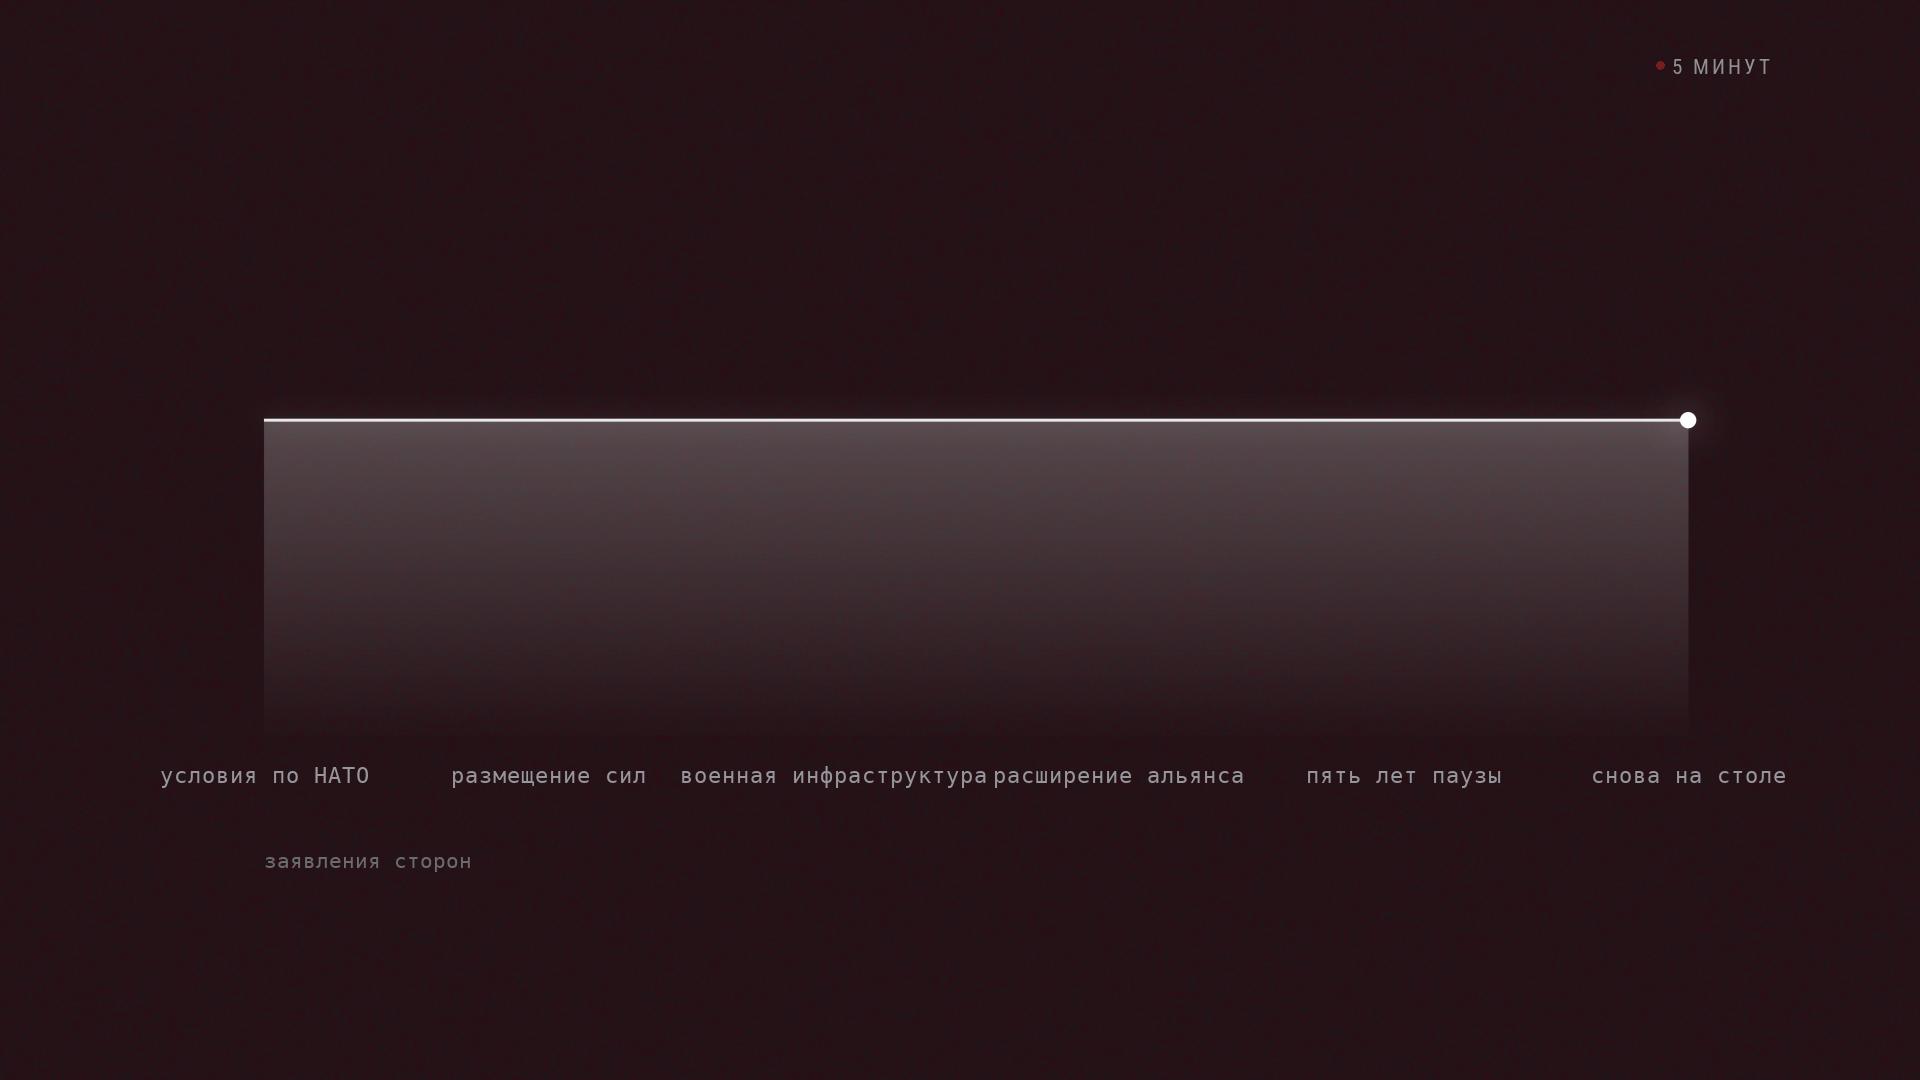 5 МИНУТ
условия по НАТО
размещение сил
военная инфраструктура
расширение альянса
пять лет паузы
снова на столе
заявления сторон